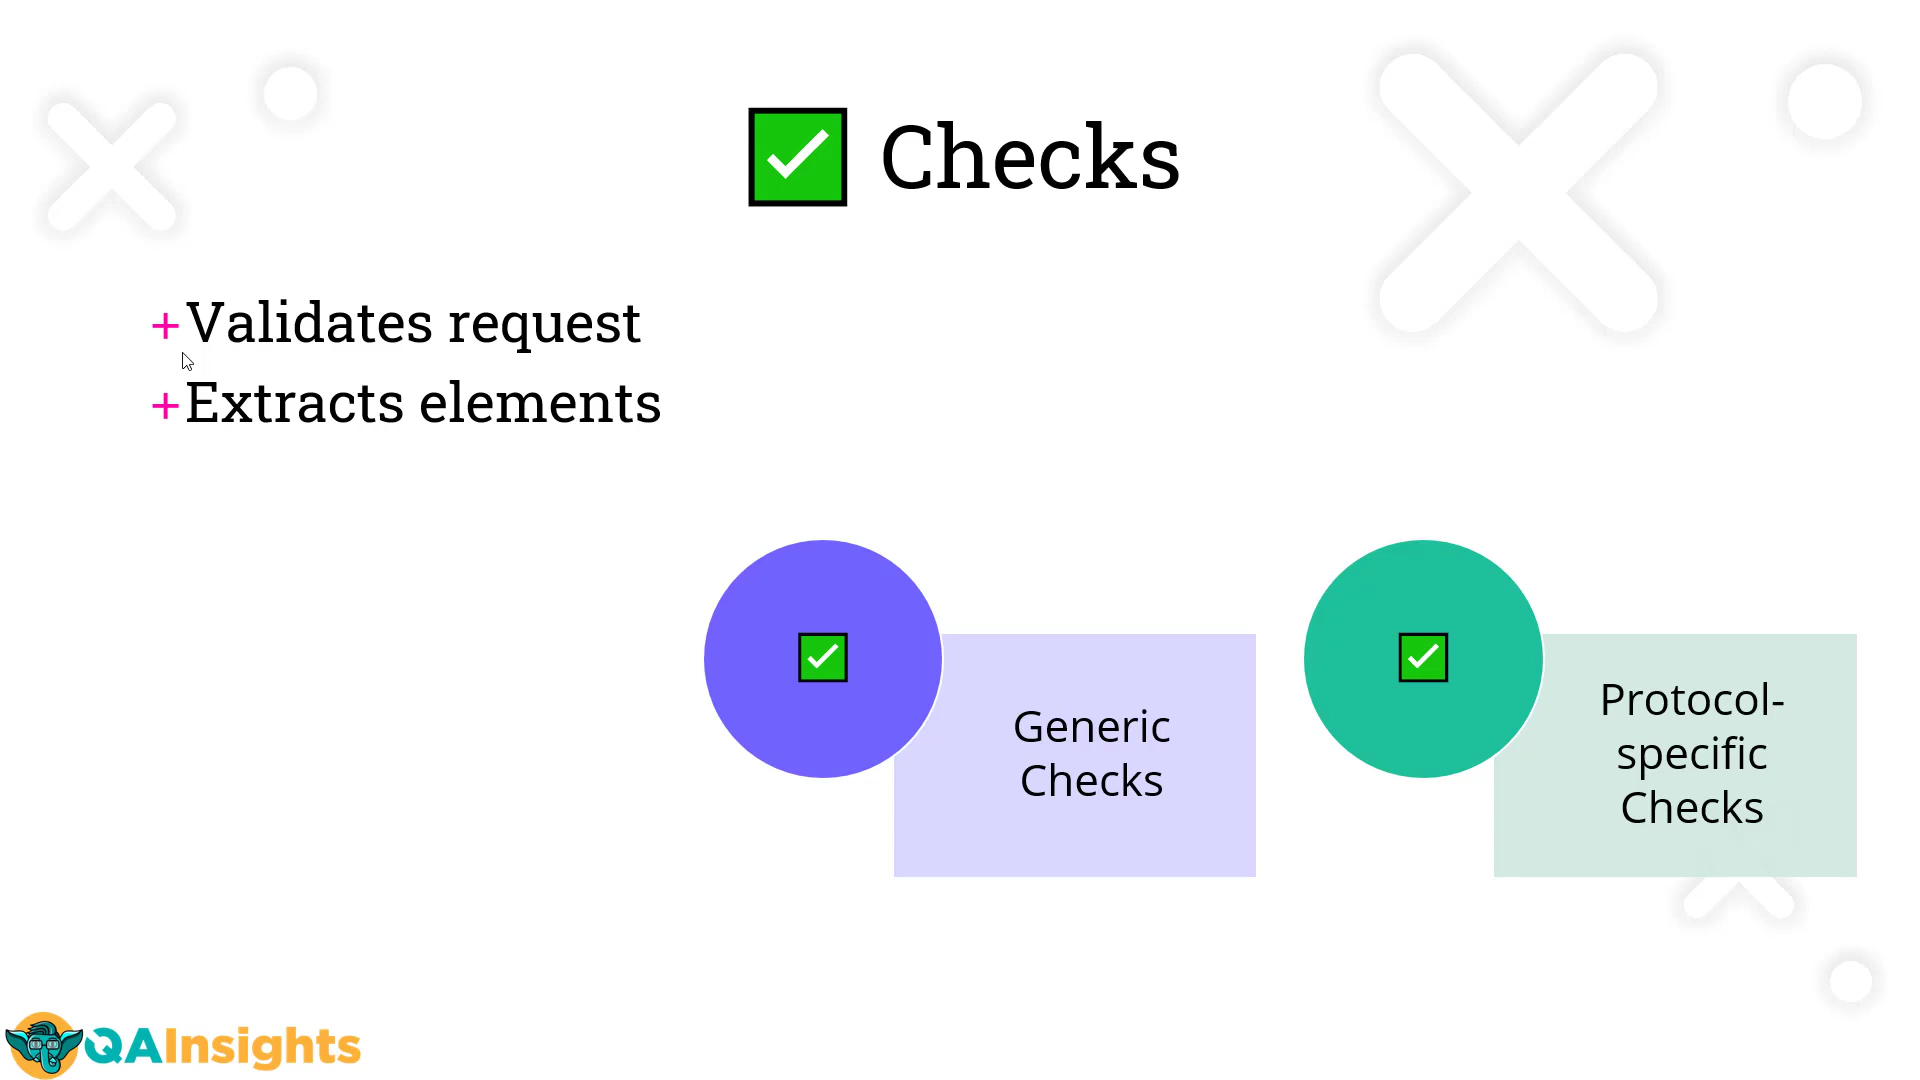 ✅ Checks
+Validates request
+Extracts elements
✅
Generic
Checks
✅
Protocol-
specific
Checks
QAInsights